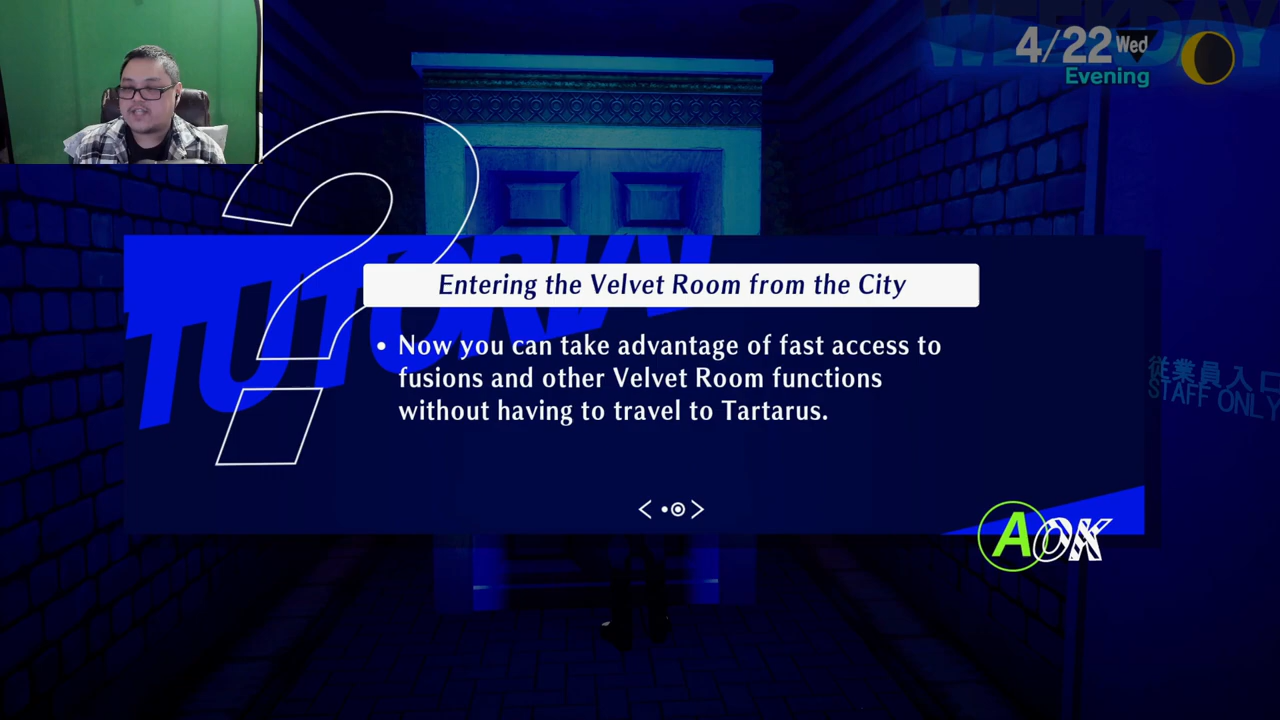 WEEKDAY
4/22 Wed
Evening
TUTORIAL
Entering the Velvet Room from the City
• Now you can take advantage of fast access to
fusions and other Velvet Room functions
without having to travel to Tartarus.
従業員入口
STAFF ONLY
A OK